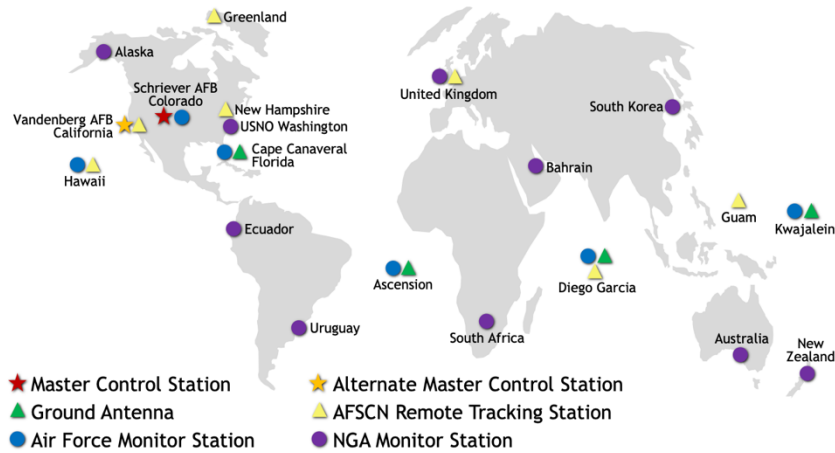 Greenland
Alaska
Schriever AFB
Colorado
Vandenberg AFB
California
New Hampshire
USNO Washington
Cape Canaveral
Florida
Hawaii
United Kingdom
South Korea
Bahrain
Guam
Kwajalein
Ecuador
Ascension
Diego Garcia
Uruguay
South Africa
Australia
New
Zealand
Master Control Station
Alternate Master Control Station
Ground Antenna
AFSCN Remote Tracking Station
Air Force Monitor Station
NGA Monitor Station